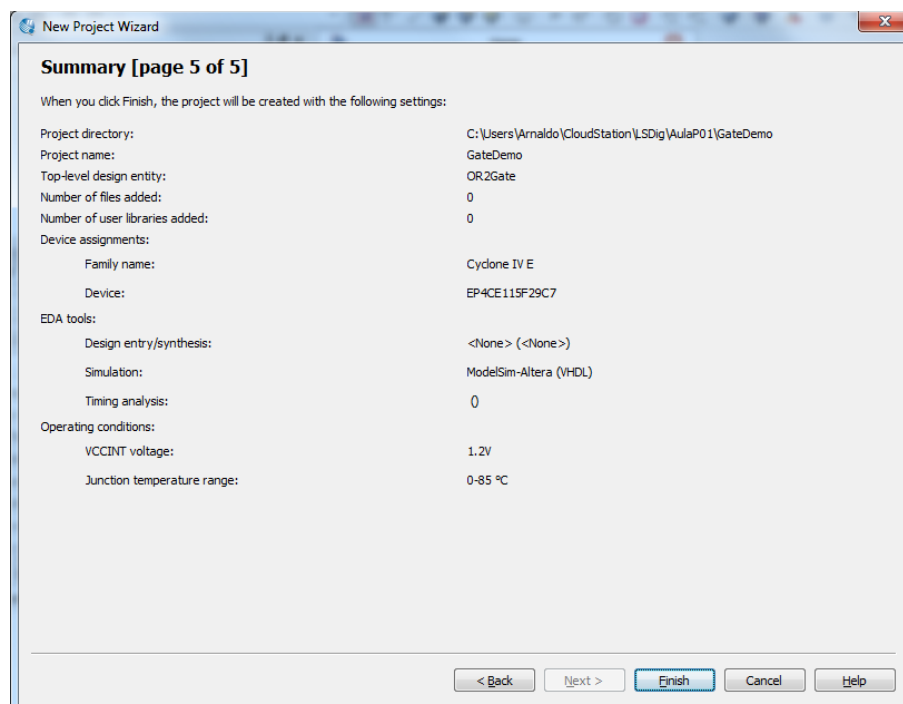 New Project Wizard
Summary [page 5 of 5]
When you click Finish, the project will be created with the following settings:
Project directory: C:\Users\Arnaldo\CloudStation\LSDig\AulaP01\GateDemo
Project name: GateDemo
Top-level design entity: OR2Gate
Number of files added: 0
Number of user libraries added: 0
Device assignments:
Family name: Cyclone IV E
Device: EP4CE115F29C7
EDA tools:
Design entry/synthesis: <None> (<None>)
Simulation: ModelSim-Altera (VHDL)
Timing analysis: ()
Operating conditions:
VCCINT voltage: 1.2V
Junction temperature range: 0-85 °C
< Back Next > Finish Cancel Help